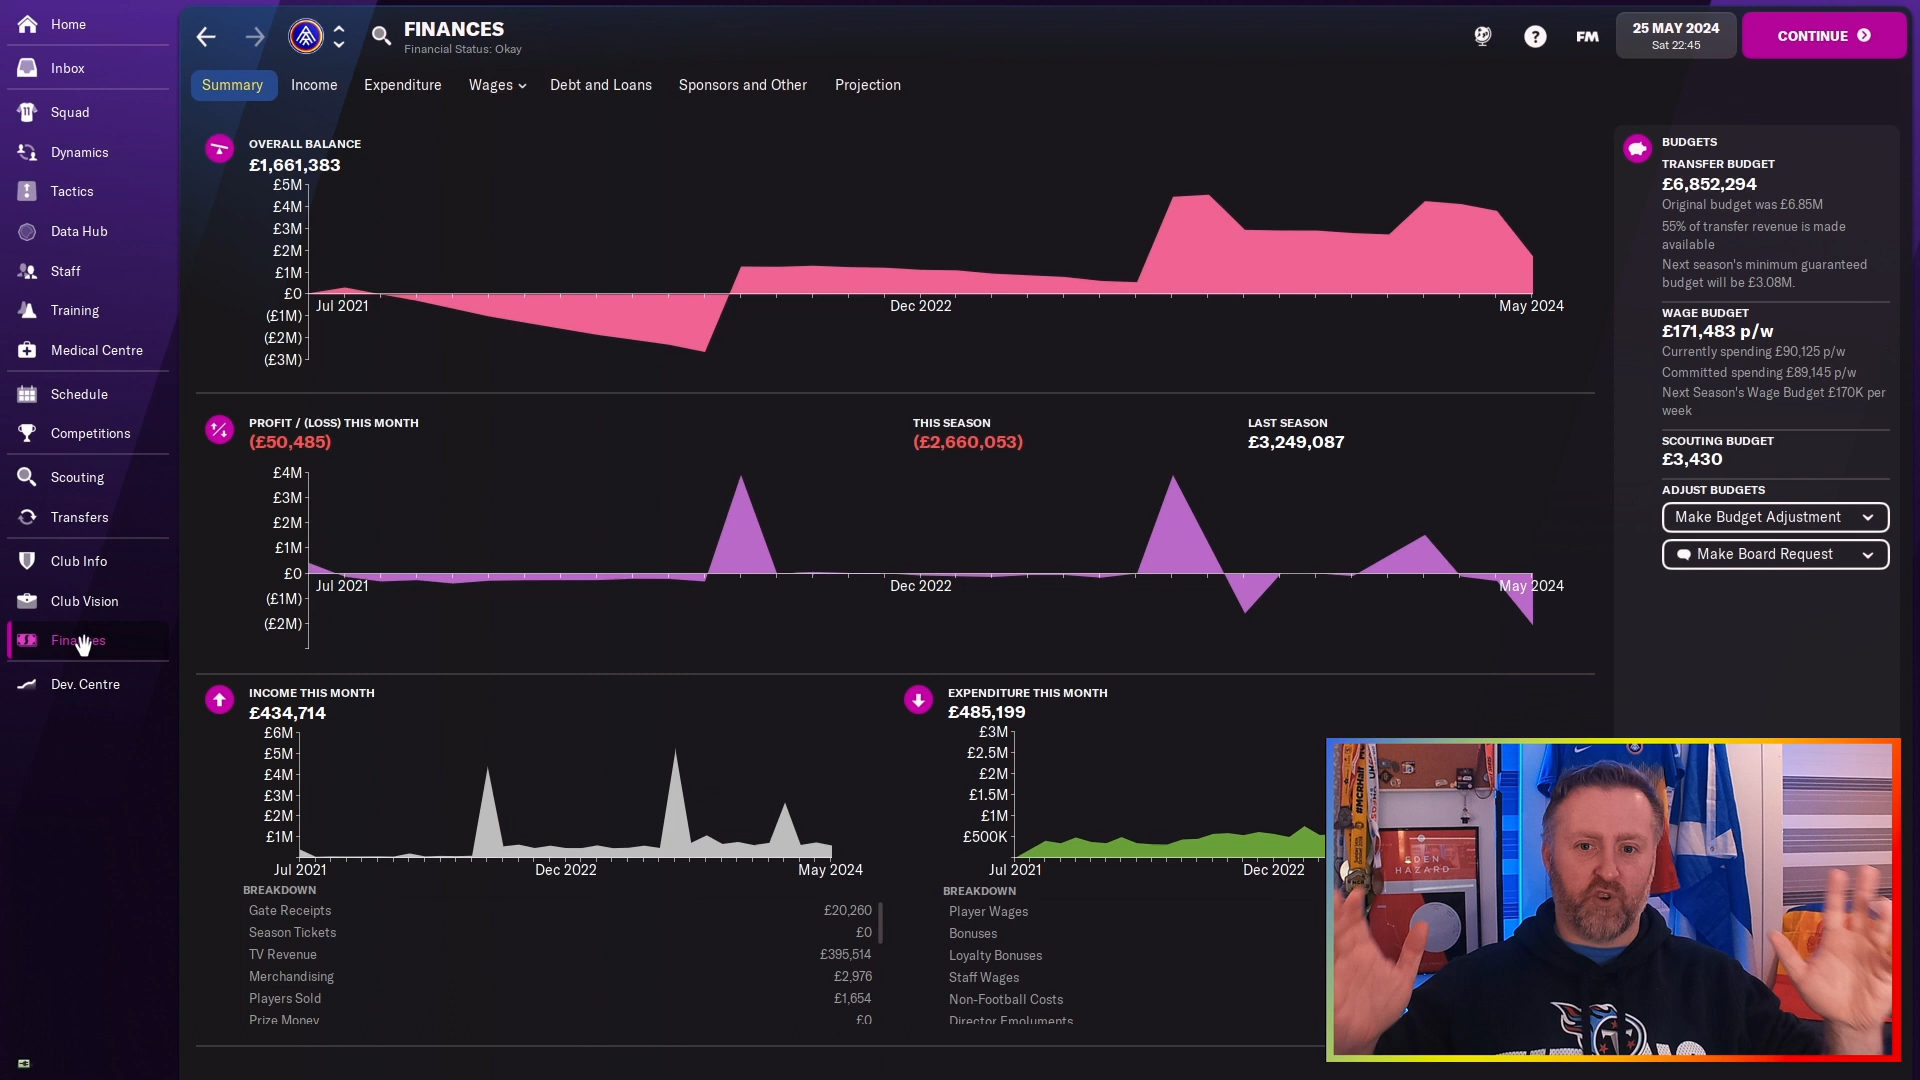 Home
Inbox
Squad
Dynamics
Tactics
Data Hub
Staff
Training
Medical Centre
Schedule
Competitions
Scouting
Transfers
Club Info
Club Vision
Finances
Dev. Centre
FINANCES
Financial Status: Okay
FM
25 MAY 2024
Sat 22:45
CONTINUE
Summary
Income
Expenditure
Wages
Debt and Loans
Sponsors and Other
Projection
OVERALL BALANCE
£1,661,383
£5M
£4M
£3M
£2M
£1M
£0
(£1M)
(£2M)
(£3M)
Jul 2021
Dec 2022
May 2024
PROFIT / (LOSS) THIS MONTH
(£50,485)
THIS SEASON
(£2,660,053)
LAST SEASON
£3,249,087
£4M
£3M
£2M
£1M
£0
(£1M)
(£2M)
Jul 2021
Dec 2022
May 2024
INCOME THIS MONTH
£434,714
£6M
£5M
£4M
£3M
£2M
£1M
Jul 2021
Dec 2022
May 2024
BREAKDOWN
Gate Receipts £20,260
Season Tickets £0
TV Revenue £395,514
Merchandising £2,976
Players Sold £1,654
Prize Money £0
EXPENDITURE THIS MONTH
£485,199
£3M
£2.5M
£2M
£1.5M
£1M
£500K
Jul 2021
Dec 2022
BREAKDOWN
Player Wages
Bonuses
Loyalty Bonuses
Staff Wages
Non-Football Costs
Director Emoluments
BUDGETS
TRANSFER BUDGET
£6,852,294
Original budget was £6.85M
55% of transfer revenue is made
available
Next season's minimum guaranteed
budget will be £3.08M.
WAGE BUDGET
£171,483 p/w
Currently spending £90,125 p/w
Committed spending £89,145 p/w
Next Season's Wage Budget £170K per
week
SCOUTING BUDGET
£3,430
ADJUST BUDGETS
Make Budget Adjustment
Make Board Request
EDEN
HAZARD